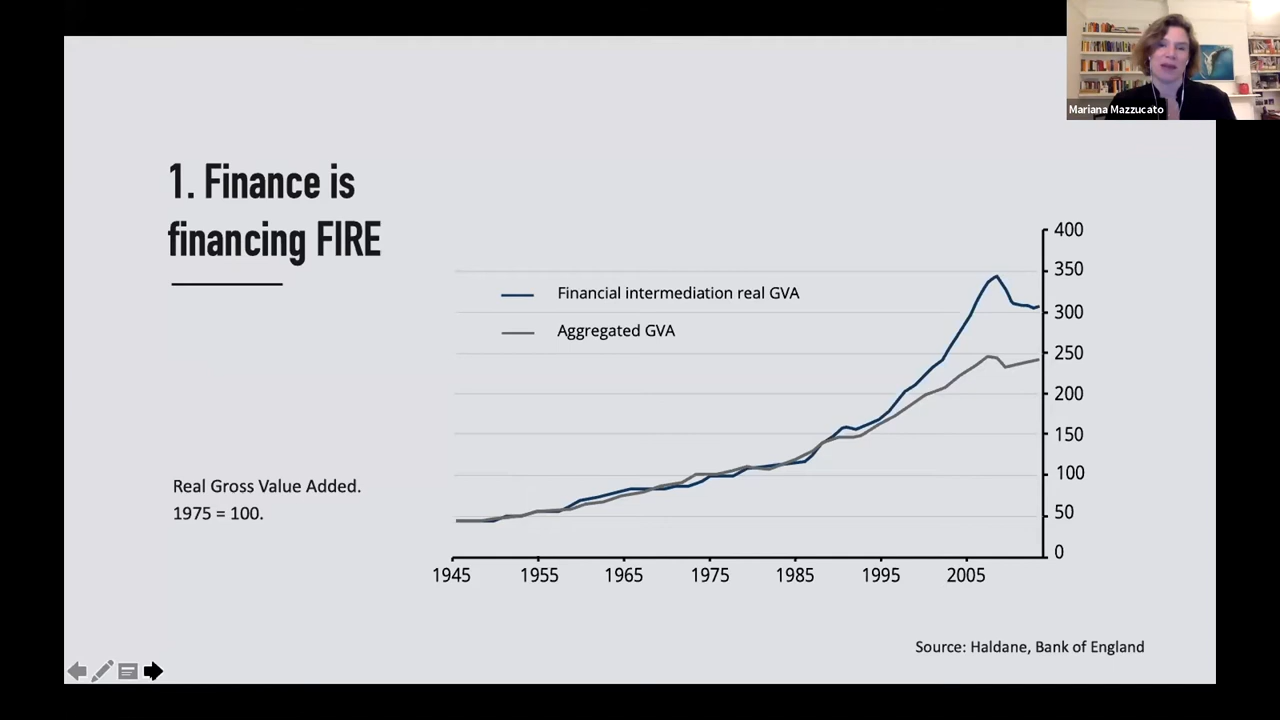 Mariana Mazzucato
1. Finance is
financing FIRE
Financial intermediation real GVA
Aggregated GVA
Real Gross Value Added.
1975 = 100.
400
350
300
250
200
150
100
50
0
1945 1955 1965 1975 1985 1995 2005
Source: Haldane, Bank of England